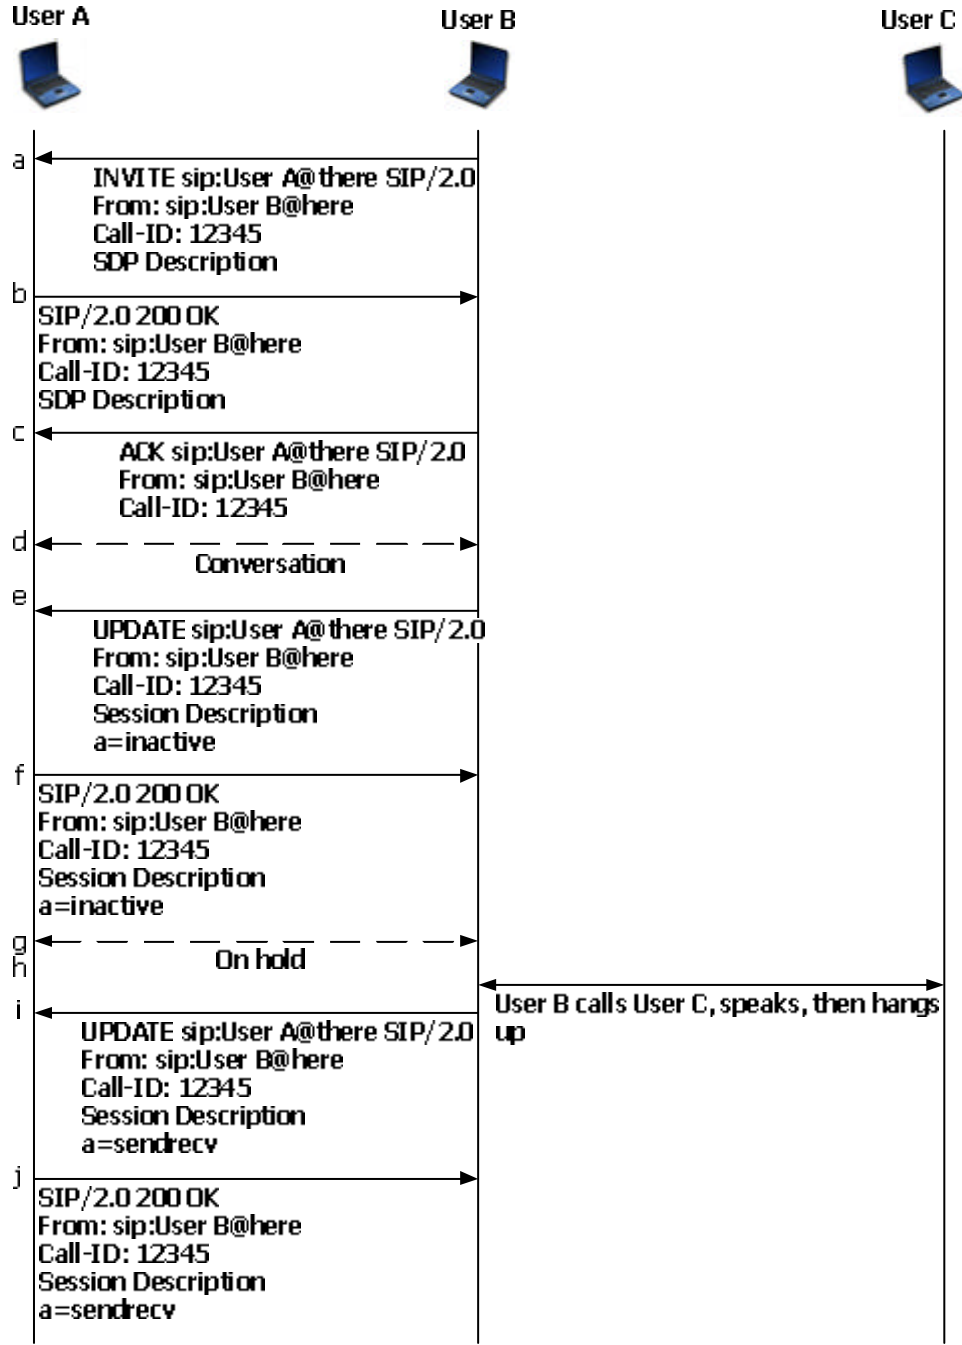 User A
User B
User C
a
INVITE sip:User A@there SIP/2.0
From: sip:User B@here
Call-ID: 12345
SDP Description
b
SIP/2.0 200 OK
From: sip:User B@here
Call-ID: 12345
SDP Description
c
ACK sip:User A@there SIP/2.0
From: sip:User B@here
Call-ID: 12345
d
Conversation
e
UPDATE sip:User A@there SIP/2.0
From: sip:User B@here
Call-ID: 12345
Session Description
a=inactive
f
SIP/2.0 200 OK
From: sip:User B@here
Call-ID: 12345
Session Description
a=inactive
g
On hold
h
User B calls User C, speaks, then hangs
up
i
UPDATE sip:User A@there SIP/2.0
From: sip:User B@here
Call-ID: 12345
Session Description
a=sendrecv
j
SIP/2.0 200 OK
From: sip:User B@here
Call-ID: 12345
Session Description
a=sendrecv